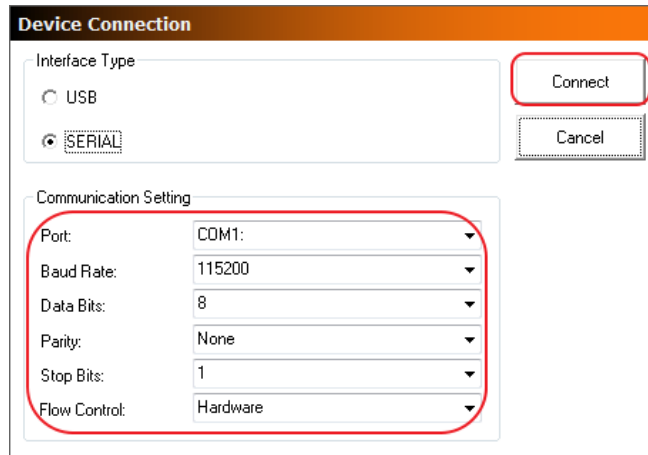 Device Connection
Interface Type
USB
SERIAL
Connect
Cancel
Communication Setting
Port: COM1:
Baud Rate: 115200
Data Bits: 8
Parity: None
Stop Bits: 1
Flow Control: Hardware